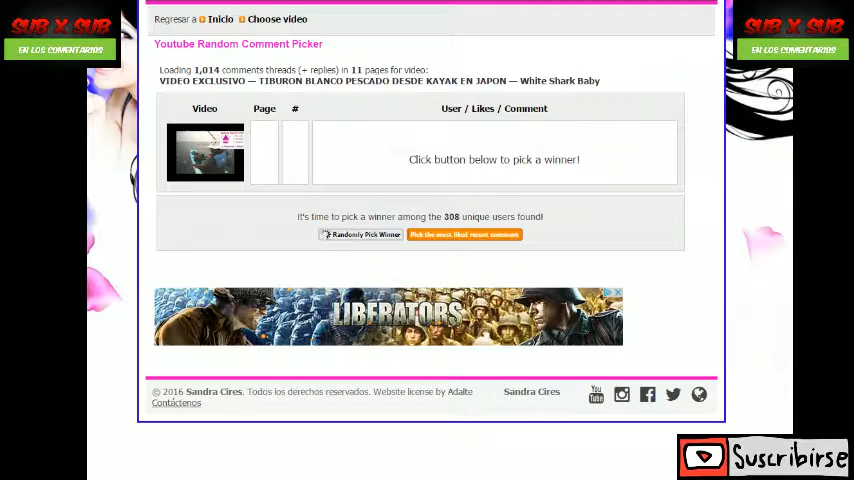 SUB X SUB
EN LOS COMENTARIOS
SUB X SUB
EN LOS COMENTARIOS
Regresar a Inicio Choose video
Youtube Random Comment Picker
Loading 1,014 comments threads (+ replies) in 11 pages for video:
VIDEO EXCLUSIVO — TIBURON BLANCO PESCADO DESDE KAYAK EN JAPON — White Shark Baby
Video Page # User / Likes / Comment
Click button below to pick a winner!
It's time to pick a winner among the 308 unique users found!
Randomly Pick Winner Pick the most liked recent comment
LIBERATORS
© 2016 Sandra Cires. Todos los derechos reservados. Website license by Adalte
Contáctenos
Sandra Cires
You Tube
Suscribirse